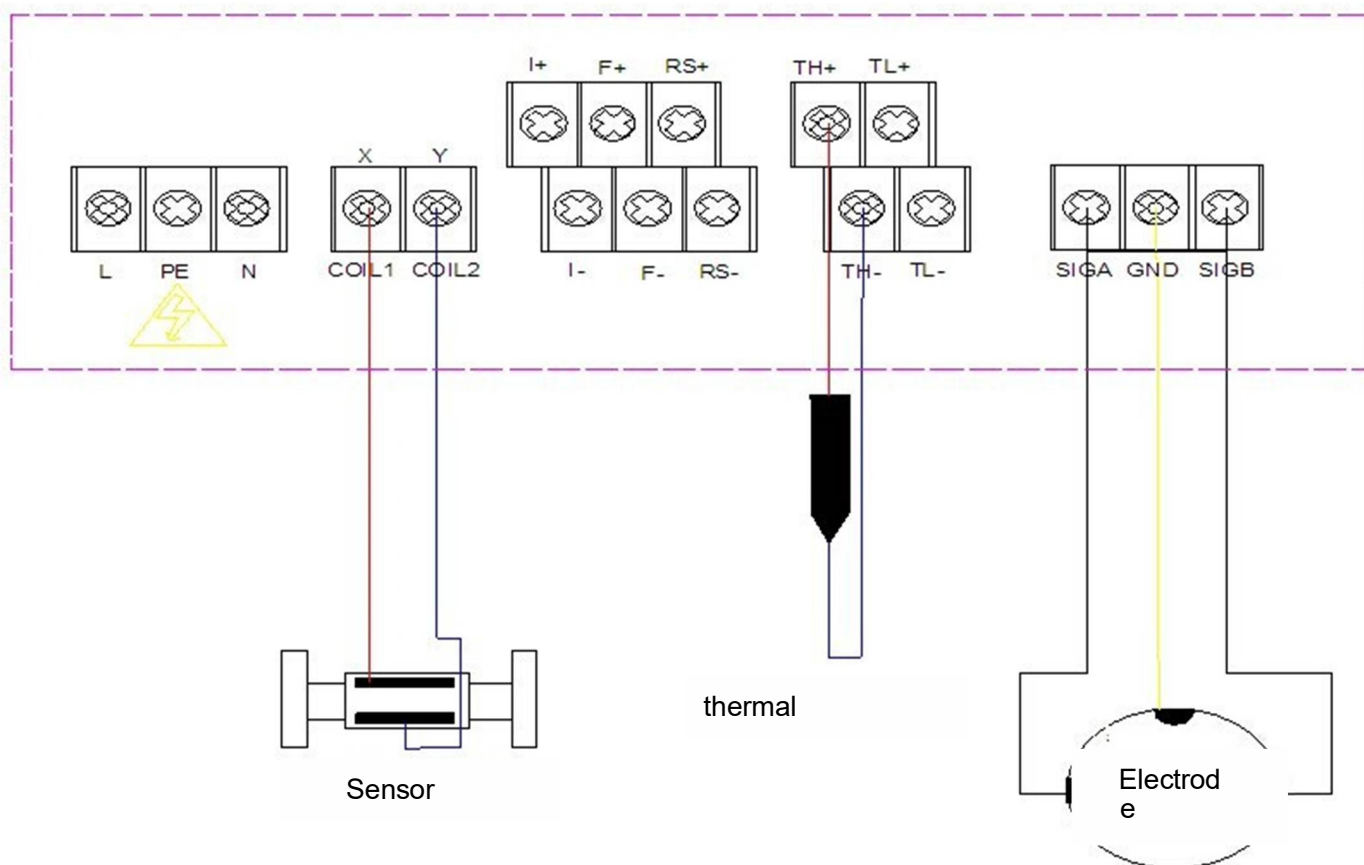 I+ F+ RS+ TH+ TL+
X Y
L PE N COIL1 COIL2 I- F- RS- TH- TL- SIGA GND SIGB
thermal
Sensor
Electrod
e